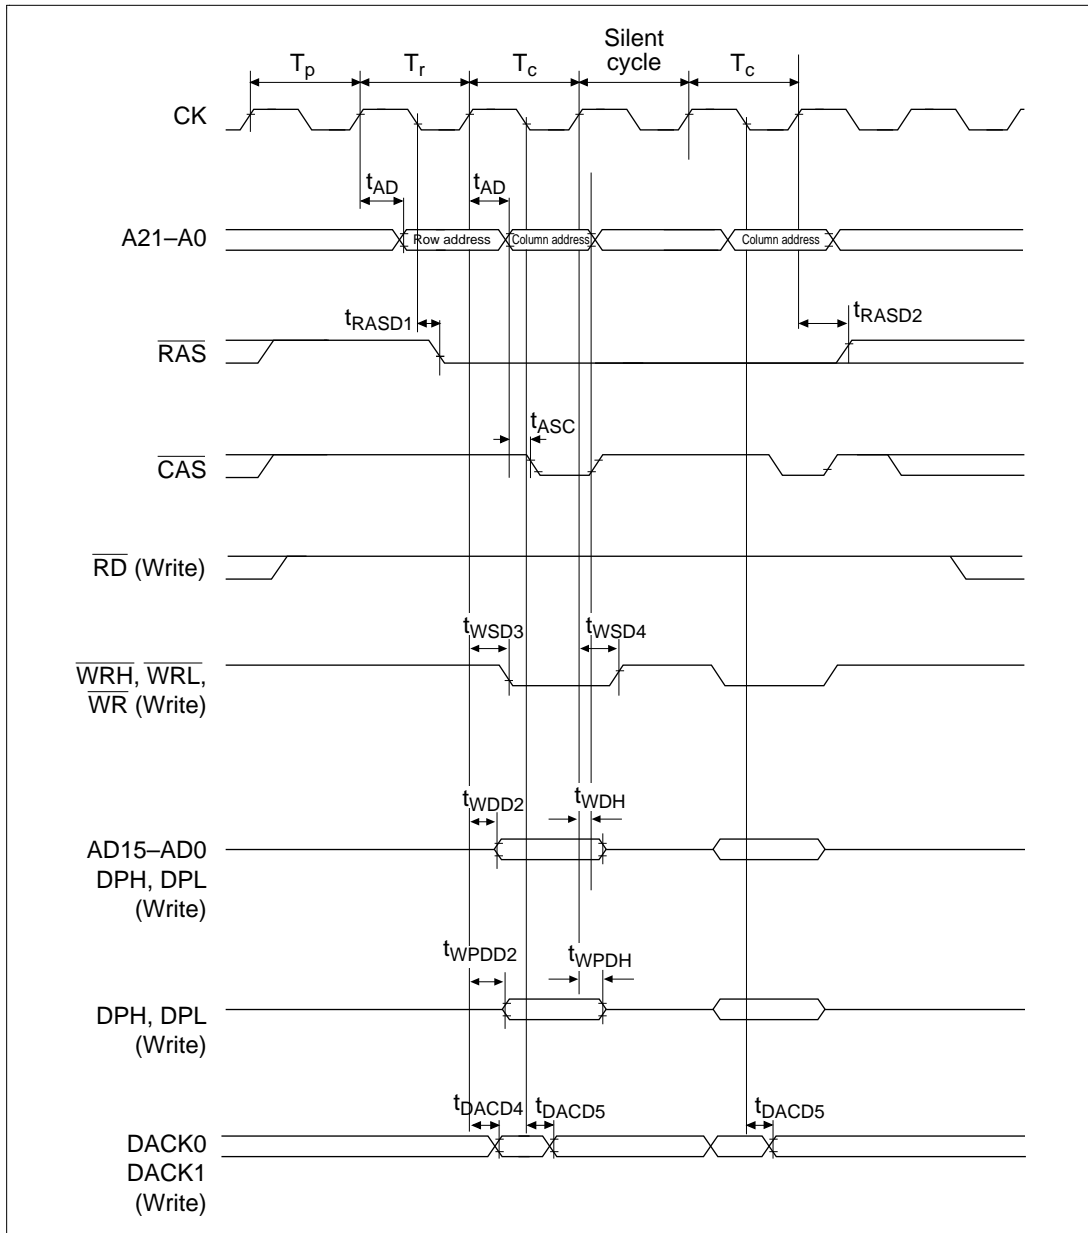 Silent
cycle
Tp Tr Tc Tc
CK
tAD tAD
A21–A0
Row address Column address Column address
tRASD1 tRASD2
RAS
tASC
CAS
RD (Write)
tWSD3 tWSD4
WRH, WRL,
WR (Write)
tWDD2 tWDH
AD15–AD0
DPH, DPL
(Write)
tWPDD2 tWPDH
DPH, DPL
(Write)
tDACD4 tDACD5 tDACD5
DACK0
DACK1
(Write)